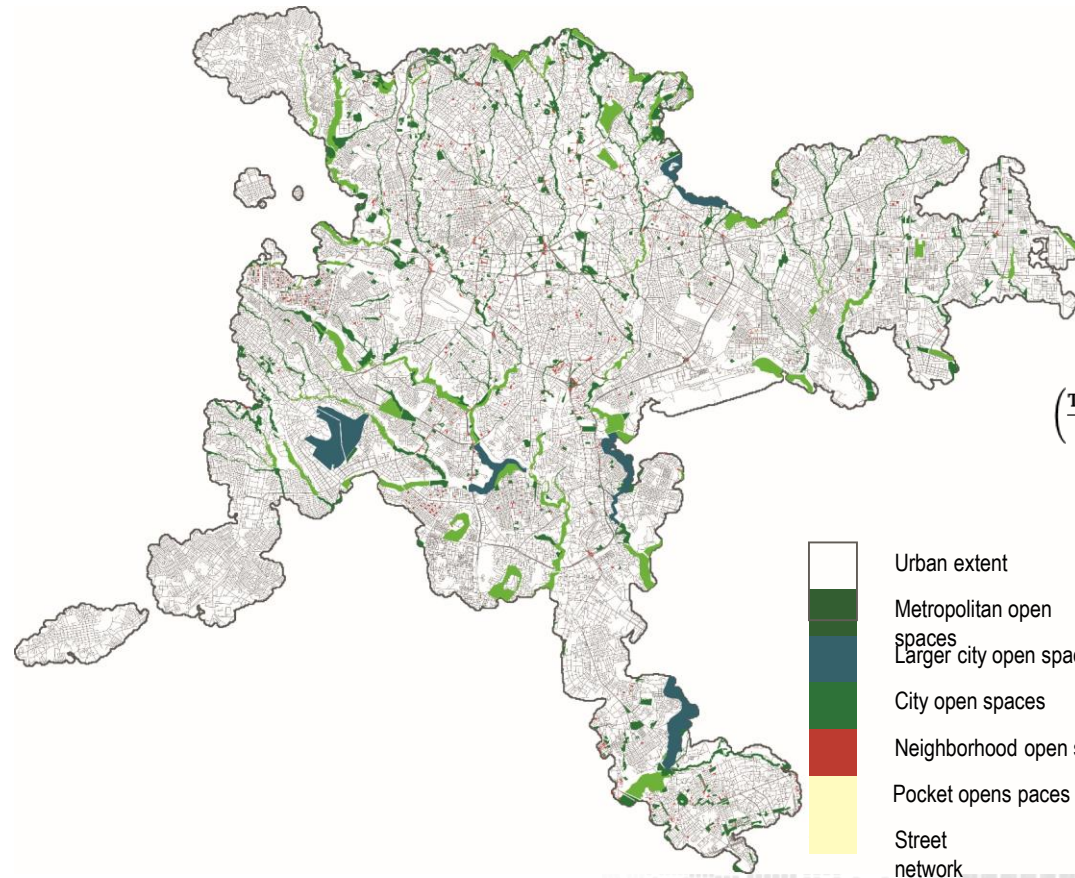 (T
Urban extent
Metropolitan open
spaces
Larger city open spac
City open spaces
Neighborhood open s
Pocket opens paces
Street
network